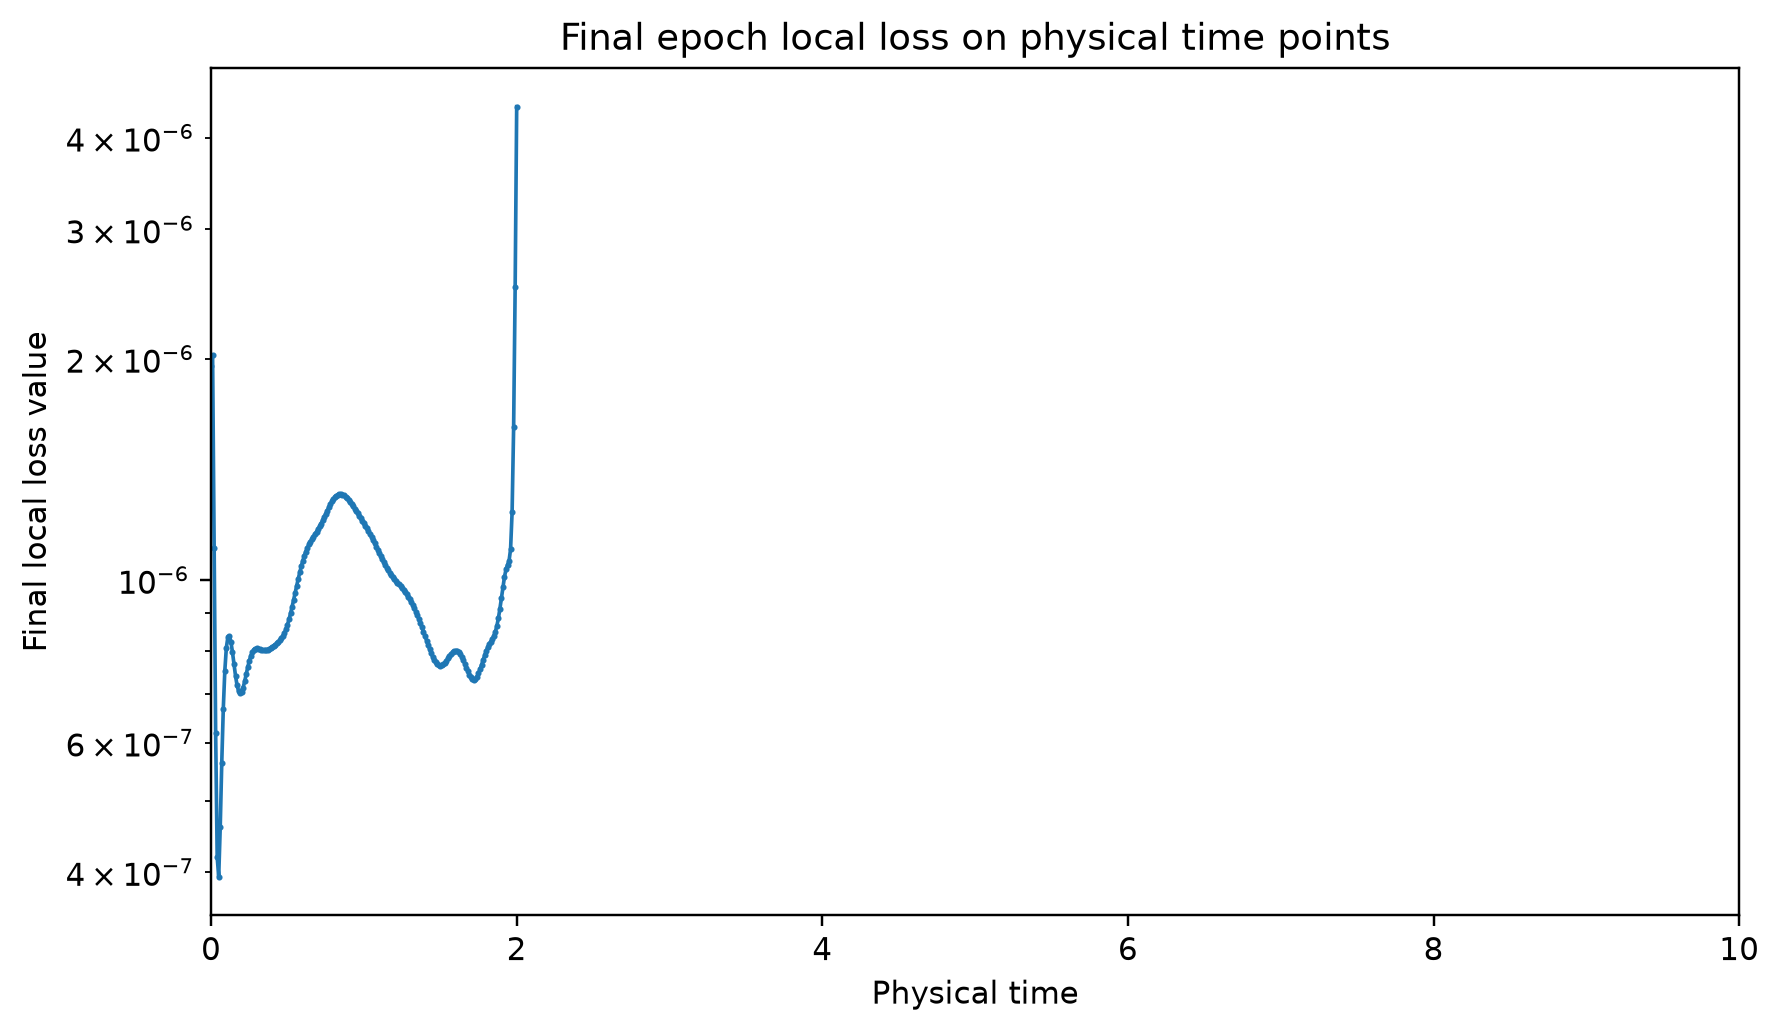 Final epoch local loss on physical time points
Final local loss value
4 × 10⁻⁶
3 × 10⁻⁶
2 × 10⁻⁶
10⁻⁶
6 × 10⁻⁷
4 × 10⁻⁷
0 2 4 6 8 10
Physical time